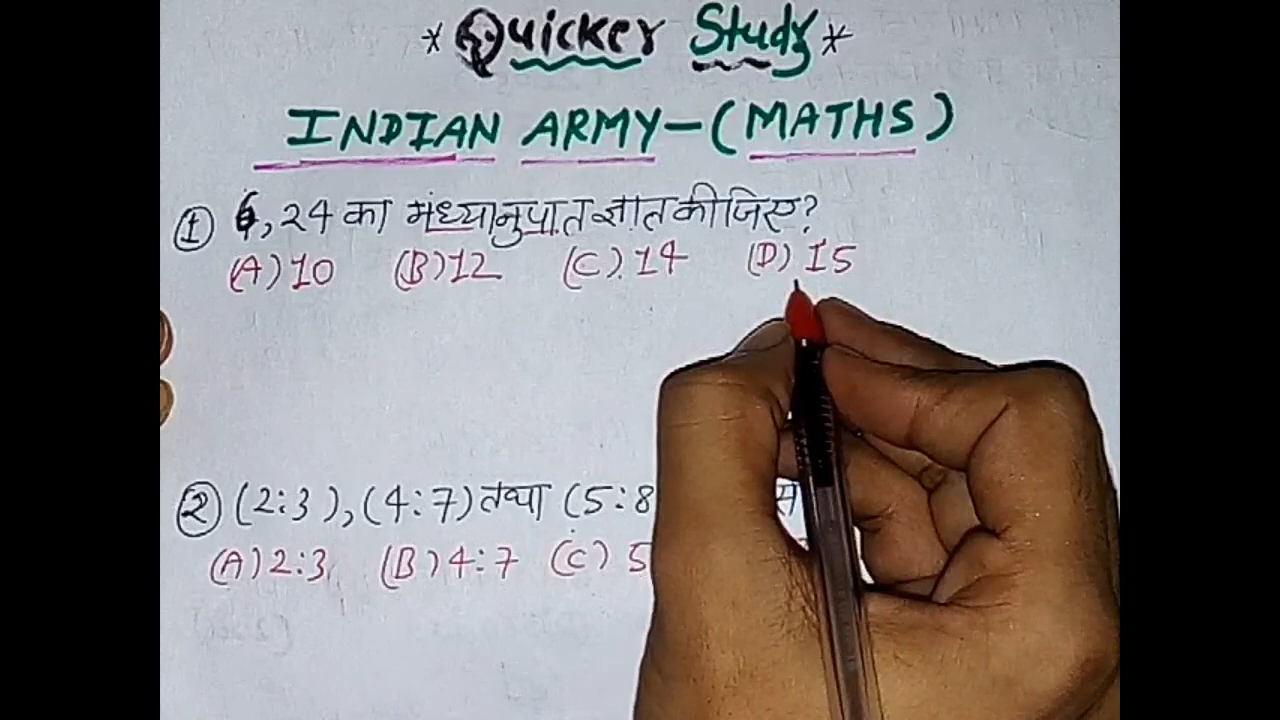 * Quicker Study *
INDIAN ARMY-(MATHS)
① 6, 24 का मध्यानुपात ज्ञात कीजिए?
(A) 10 (B) 12 (C) 14 (D) 15
② (2:3), (4:7) तथा (5:8
(A) 2:3 (B) 4:7 (C) 5